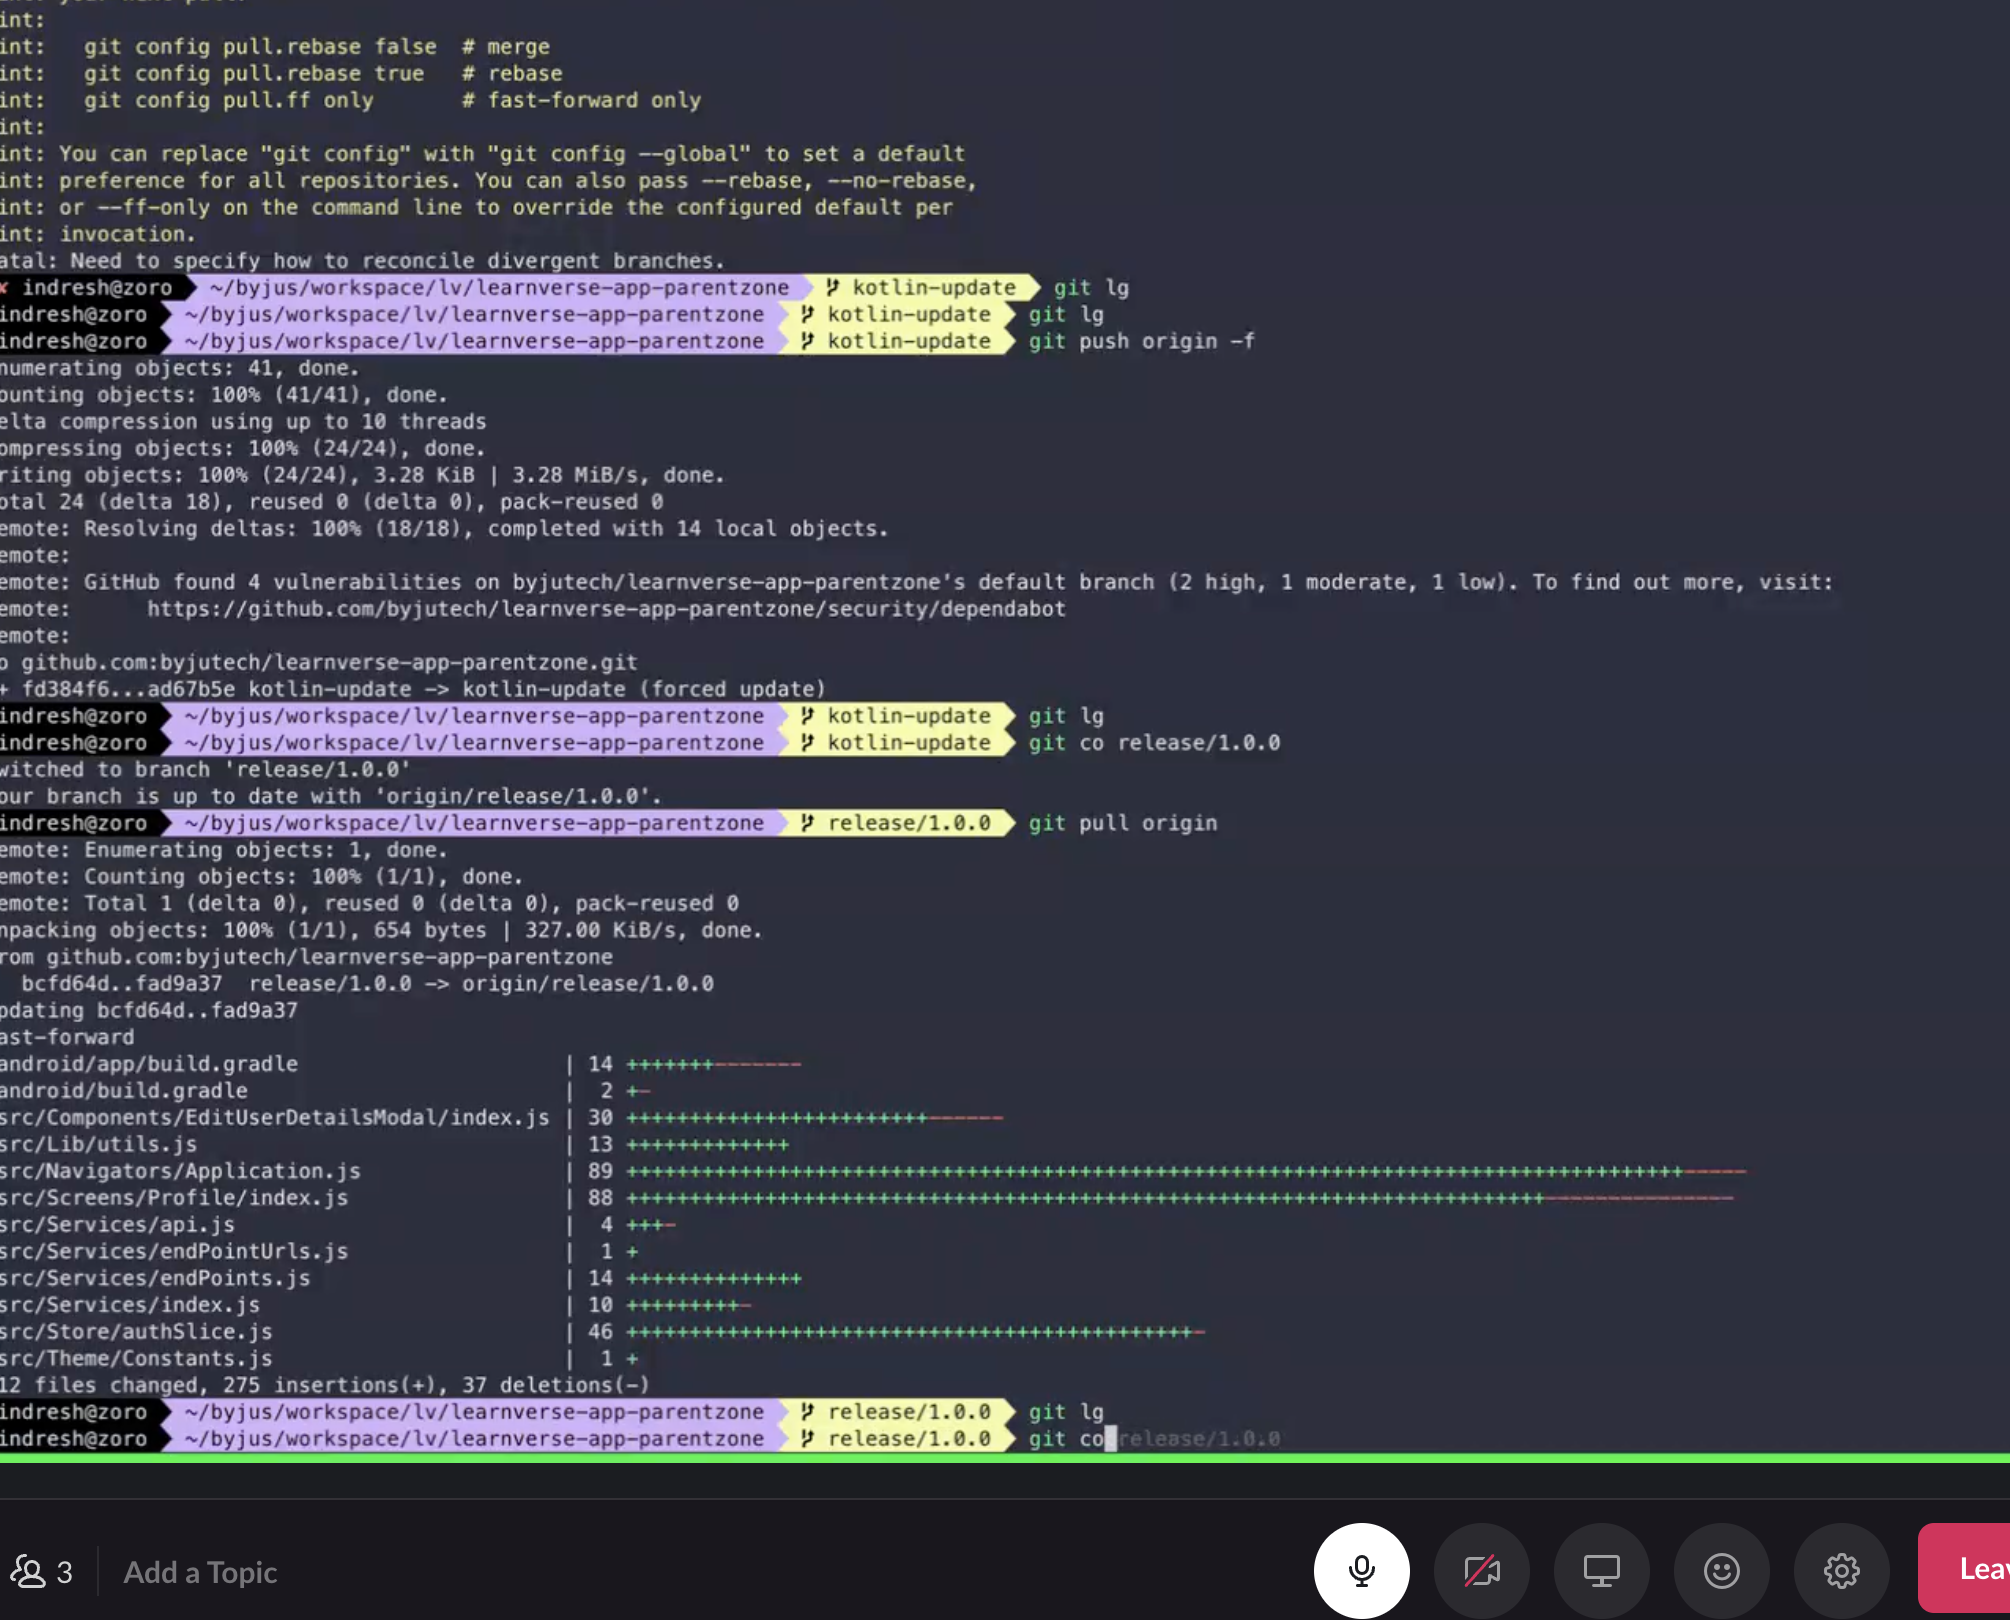 int: your next pull:
int:
int:   git config pull.rebase false  # merge
int:   git config pull.rebase true   # rebase
int:   git config pull.ff only       # fast-forward only
int:
int: You can replace "git config" with "git config --global" to set a default
int: preference for all repositories. You can also pass --rebase, --no-rebase,
int: or --ff-only on the command line to override the configured default per
int: invocation.
atal: Need to specify how to reconcile divergent branches.
✘ indresh@zoro ~/byjus/workspace/lv/learnverse-app-parentzone kotlin-update git lg
indresh@zoro ~/byjus/workspace/lv/learnverse-app-parentzone kotlin-update git lg
indresh@zoro ~/byjus/workspace/lv/learnverse-app-parentzone kotlin-update git push origin -f
numerating objects: 41, done.
ounting objects: 100% (41/41), done.
elta compression using up to 10 threads
ompressing objects: 100% (24/24), done.
riting objects: 100% (24/24), 3.28 KiB | 3.28 MiB/s, done.
otal 24 (delta 18), reused 0 (delta 0), pack-reused 0
emote: Resolving deltas: 100% (18/18), completed with 14 local objects.
emote:
emote: GitHub found 4 vulnerabilities on byjutech/learnverse-app-parentzone's default branch (2 high, 1 moderate, 1 low). To find out more, visit:
emote:      https://github.com/byjutech/learnverse-app-parentzone/security/dependabot
emote:
o github.com:byjutech/learnverse-app-parentzone.git
+ fd384f6...ad67b5e kotlin-update -> kotlin-update (forced update)
indresh@zoro ~/byjus/workspace/lv/learnverse-app-parentzone kotlin-update git lg
indresh@zoro ~/byjus/workspace/lv/learnverse-app-parentzone kotlin-update git co release/1.0.0
witched to branch 'release/1.0.0'
our branch is up to date with 'origin/release/1.0.0'.
indresh@zoro ~/byjus/workspace/lv/learnverse-app-parentzone release/1.0.0 git pull origin
emote: Enumerating objects: 1, done.
emote: Counting objects: 100% (1/1), done.
emote: Total 1 (delta 0), reused 0 (delta 0), pack-reused 0
npacking objects: 100% (1/1), 654 bytes | 327.00 KiB/s, done.
rom github.com:byjutech/learnverse-app-parentzone
  bcfd64d..fad9a37  release/1.0.0 -> origin/release/1.0.0
pdating bcfd64d..fad9a37
ast-forward
android/app/build.gradle | 14 +++++++-------
android/build.gradle | 2 +-
src/Components/EditUserDetailsModal/index.js | 30 ++++++++++++++++++++++++------
src/Lib/utils.js | 13 +++++++++++++
src/Navigators/Application.js | 89 ++++++++++++++++++++++++++++++++++++++++++++++++++++++++++++++++++++++++++++++++++++-----
src/Screens/Profile/index.js | 88 +++++++++++++++++++++++++++++++++++++++++++++++++++++++++++++++++++++++++---------------
src/Services/api.js | 4 +++-
src/Services/endPointUrls.js | 1 +
src/Services/endPoints.js | 14 ++++++++++++++
src/Services/index.js | 10 +++++++++-
src/Store/authSlice.js | 46 +++++++++++++++++++++++++++++++++++++++++++++-
src/Theme/Constants.js | 1 +
12 files changed, 275 insertions(+), 37 deletions(-)
indresh@zoro ~/byjus/workspace/lv/learnverse-app-parentzone release/1.0.0 git lg
indresh@zoro ~/byjus/workspace/lv/learnverse-app-parentzone release/1.0.0 git co release/1.0.0
3 Add a Topic
Leav